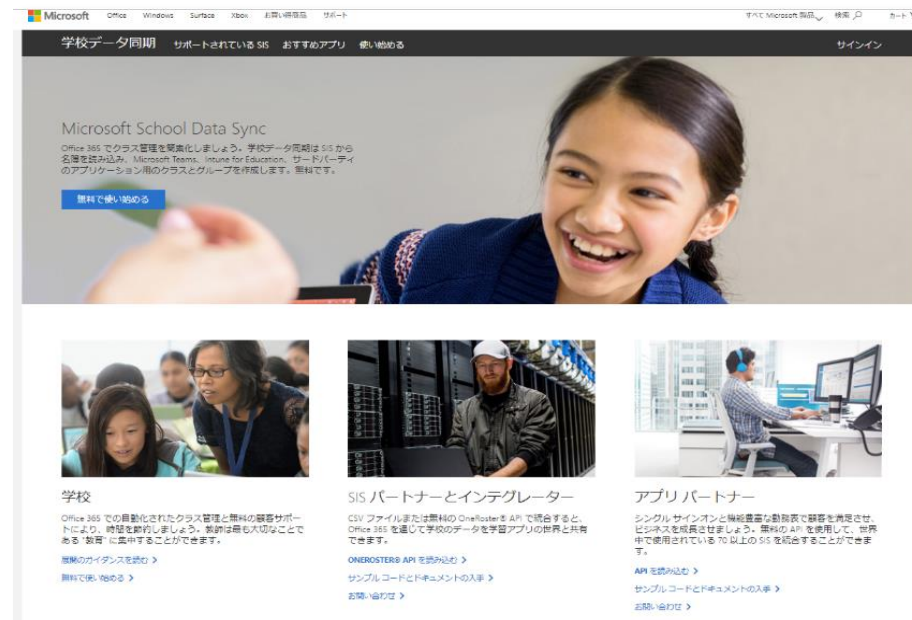 Microsoft Office Windows Surface Xbox お買い得商品 サポート すべて Microsoft 製品 検索 カート
学校データ同期 サポートされている SIS おすすめアプリ 使い始める サインイン
Microsoft School Data Sync
Office 365 でクラス管理を簡素化しましょう。学校データ同期は SIS から
名簿を読み込み、Microsoft Teams、Intune for Education、サードパーティ
のアプリケーション用のクラスとグループを作成します。無料です。
無料で使い始める
学校
Office 365 での自動化されたクラス管理と無料の顧客サポー
トにより、時間を節約しましょう。教師は最も大切なことで
ある "教育" に集中することができます。
展開のガイダンスを読む
無料で使い始める
SIS パートナーとインテグレーター
CSV ファイルまたは無料の OneRoster® API で統合すると、
Office 365 を通じて学校のデータを学習アプリの世界と共有
できます。
ONEROSTER® API を読み込む
サンプル コードとドキュメントの入手
お問い合わせ
アプリ パートナー
シングル サインオンと機能豊富な勤務表で顧客を満足させ、
ビジネスを成長させましょう。無料の API を使用して、世界
中で使用されている 70 以上の SIS を統合することができま
す。
API を読み込む
サンプル コードとドキュメントの入手
お問い合わせ